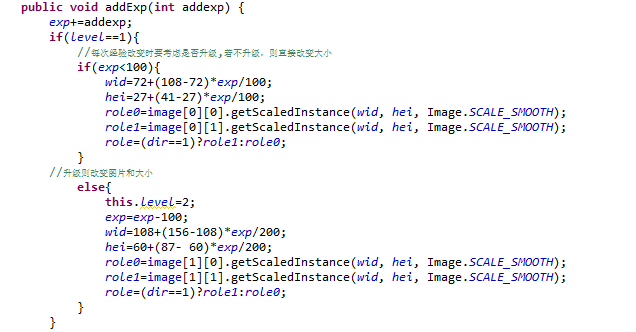 public void addExp(int addexp) {
exp+=addexp;
if(level==1){
//每次经验改变时要考虑是否升级,若不升级，则直接改变大小
if(exp<100){
wid=72+(108-72)*exp/100;
hei=27+(41-27)*exp/100;
role0=image[0][0].getScaledInstance(wid, hei, Image.SCALE_SMOOTH);
role1=image[0][1].getScaledInstance(wid, hei, Image.SCALE_SMOOTH);
role=(dir==1)?role1:role0;
}
//升级则改变图片和大小
else{
this.level=2;
exp=exp-100;
wid=108+(156-108)*exp/200;
hei=60+(87- 60)*exp/200;
role0=image[1][0].getScaledInstance(wid, hei, Image.SCALE_SMOOTH);
role1=image[1][1].getScaledInstance(wid, hei, Image.SCALE_SMOOTH);
role=(dir==1)?role1:role0;
}
}